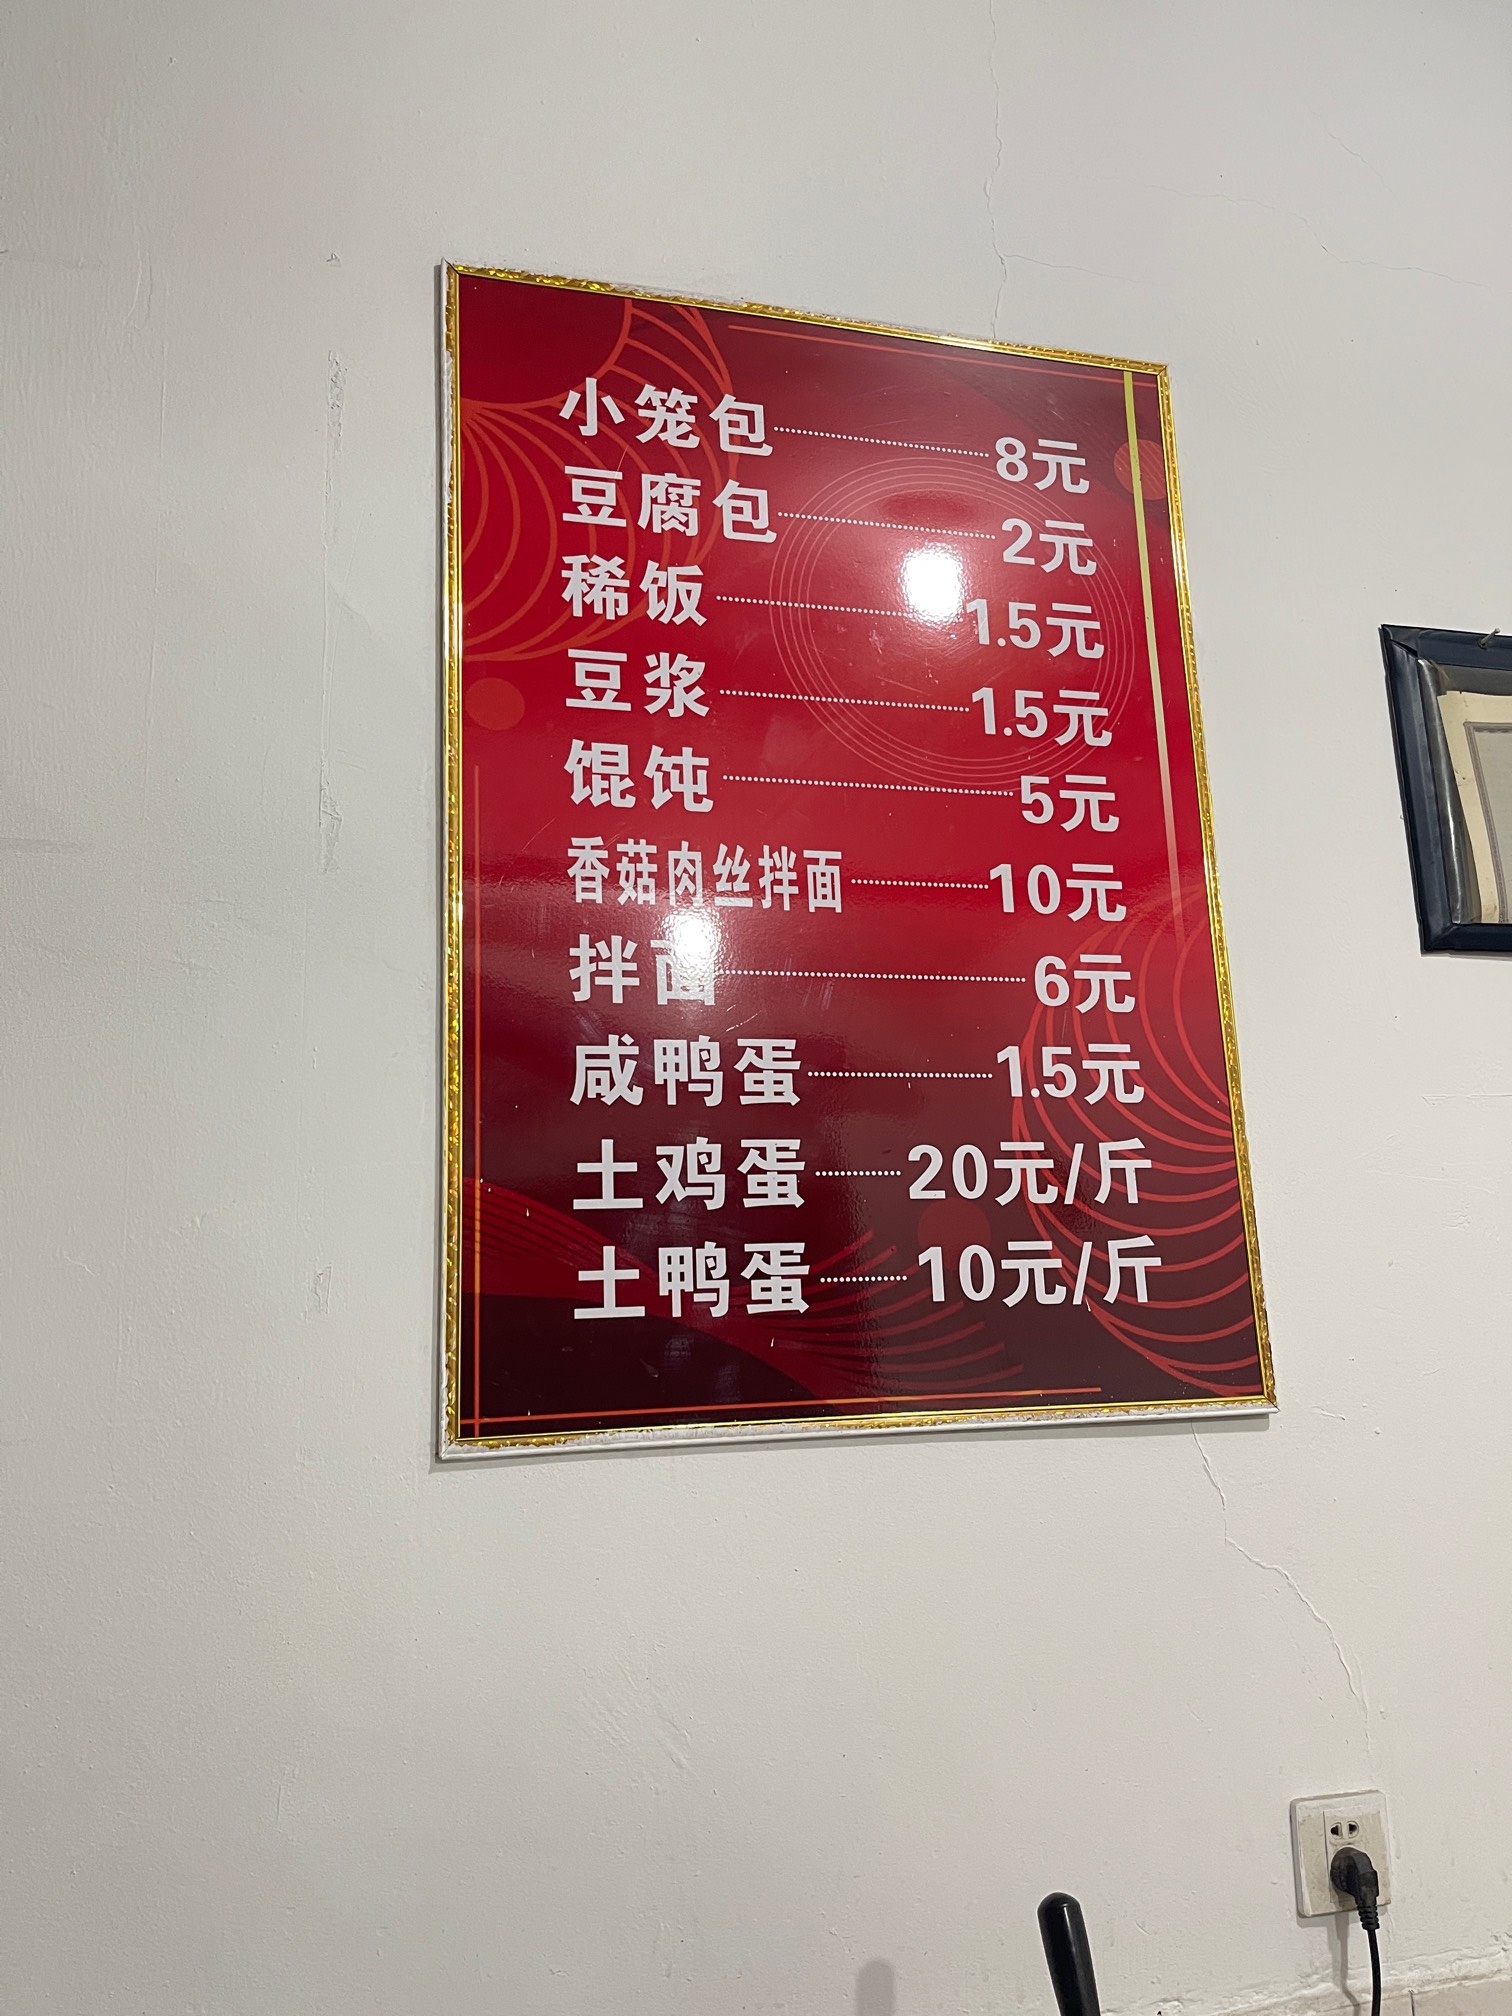 小笼包 8元
豆腐包 2元
稀饭 1.5元
豆浆 1.5元
馄饨 5元
香菇肉丝拌面 10元
拌面 6元
咸鸭蛋 1.5元
土鸡蛋 20元/斤
土鸭蛋 10元/斤